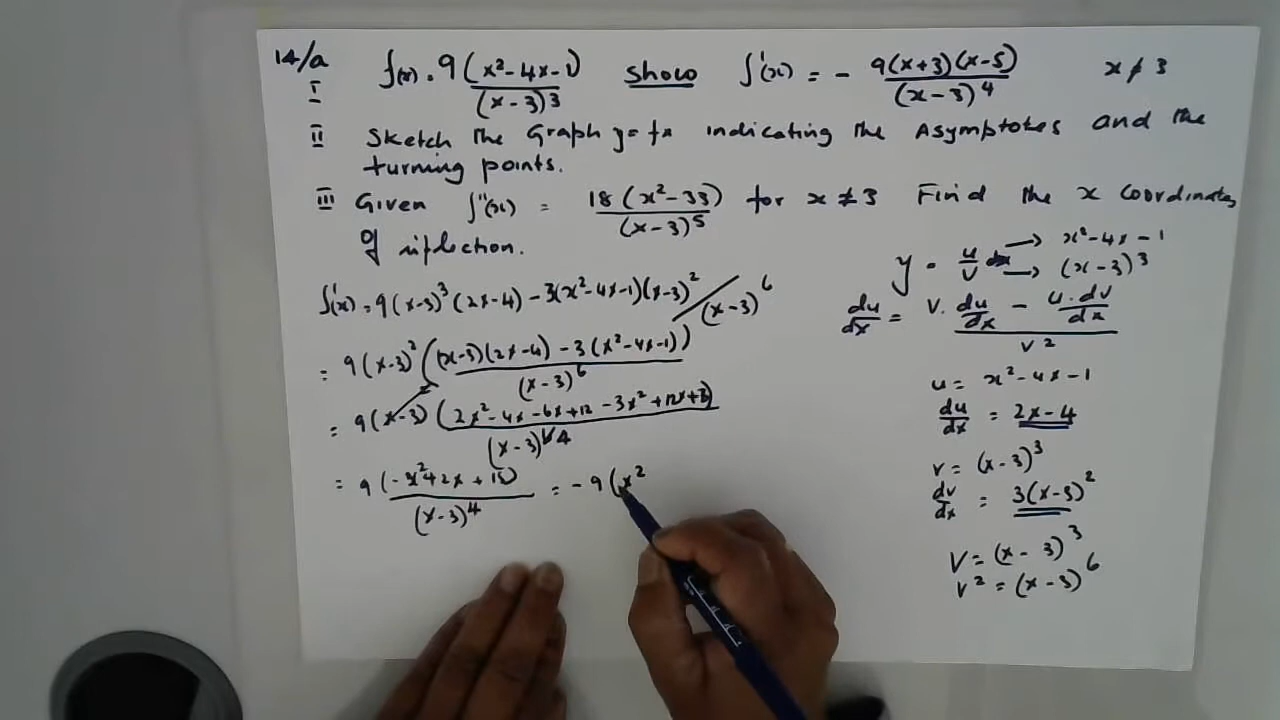 14/a f(x) = 9(x²-4x-1)/(x-3)³ show f'(x) = - 9(x+3)(x-5)/(x-3)⁴ x ≠ 3
I
II Sketch the Graph y=fx indicating the Asymptotes and the
turning points.
III Given f''(x) = 18(x²-33)/(x-3)⁵ for x ≠ 3 Find the x coordinates
of inflection.
f'(x) = 9(x-3)³(2x-4) - 3(x²-4x-1)(x-3)² / (x-3)⁶
= 9(x-3)²((x-3)(2x-4) - 3(x²-4x-1))/(x-3)⁶
= 9(x-3)(2x²-4x-6x+12-3x²+12x+3)/(x-3)⁴
= 9(-x²+2x+15)/(x-3)⁴ = -9(x²
y = u/v → x²-4x-1
→ (x-3)³
du/dx = v.du/dx - u.dv/dx / v²
u = x²-4x-1
du/dx = 2x-4
v = (x-3)³
dv/dx = 3(x-3)²
V = (x-3)³
v² = (x-3)⁶